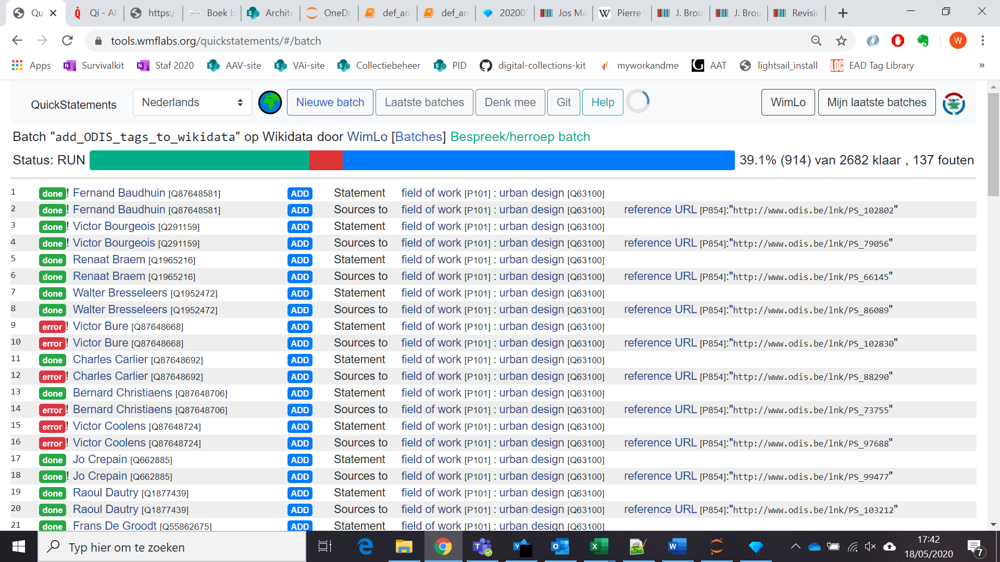 Qu Qi - AF https:/ Boek b Archite OneDr def_an def_an 20200 Jos Ma Pierre J. Brou J. Brou Revisio
tools.wmflabs.org/quickstatements/#/batch W
Apps Survivalkit Staf 2020 AAV-site VAi-site Collectiebeheer PID digital-collections-kit myworkandme AAT lightsail_install EAD Tag Library »
QuickStatements Nederlands Nieuwe batch Laatste batches Denk mee Git Help WimLo Mijn laatste batches
Batch "add_ODIS_tags_to_wikidata" op Wikidata door WimLo [Batches] Bespreek/herroep batch
Status: RUN 39.1% (914) van 2682 klaar , 137 fouten
1 done! Fernand Baudhuin [Q87648581] ADD Statement field of work [P101] : urban design [Q63100]
2 done! Fernand Baudhuin [Q87648581] ADD Sources to field of work [P101] : urban design [Q63100] reference URL [P854]:"http://www.odis.be/lnk/PS_102802"
3 done! Victor Bourgeois [Q291159] ADD Statement field of work [P101] : urban design [Q63100]
4 done! Victor Bourgeois [Q291159] ADD Sources to field of work [P101] : urban design [Q63100] reference URL [P854]:"http://www.odis.be/lnk/PS_79056"
5 done Renaat Braem [Q1965216] ADD Statement field of work [P101] : urban design [Q63100]
6 done Renaat Braem [Q1965216] ADD Sources to field of work [P101] : urban design [Q63100] reference URL [P854]:"http://www.odis.be/lnk/PS_66145"
7 done Walter Bresseleers [Q1952472] ADD Statement field of work [P101] : urban design [Q63100]
8 done Walter Bresseleers [Q1952472] ADD Sources to field of work [P101] : urban design [Q63100] reference URL [P854]:"http://www.odis.be/lnk/PS_86089"
9 error! Victor Bure [Q87648668] ADD Statement field of work [P101] : urban design [Q63100]
10 error! Victor Bure [Q87648668] ADD Sources to field of work [P101] : urban design [Q63100] reference URL [P854]:"http://www.odis.be/lnk/PS_102830"
11 done Charles Carlier [Q87648692] ADD Statement field of work [P101] : urban design [Q63100]
12 error! Charles Carlier [Q87648692] ADD Sources to field of work [P101] : urban design [Q63100] reference URL [P854]:"http://www.odis.be/lnk/PS_88290"
13 done Bernard Christiaens [Q87648706] ADD Statement field of work [P101] : urban design [Q63100]
14 error! Bernard Christiaens [Q87648706] ADD Sources to field of work [P101] : urban design [Q63100] reference URL [P854]:"http://www.odis.be/lnk/PS_73755"
15 error! Victor Coolens [Q87648724] ADD Statement field of work [P101] : urban design [Q63100]
16 error! Victor Coolens [Q87648724] ADD Sources to field of work [P101] : urban design [Q63100] reference URL [P854]:"http://www.odis.be/lnk/PS_97688"
17 done Jo Crepain [Q662885] ADD Statement field of work [P101] : urban design [Q63100]
18 done! Jo Crepain [Q662885] ADD Sources to field of work [P101] : urban design [Q63100] reference URL [P854]:"http://www.odis.be/lnk/PS_99477"
19 done Raoul Dautry [Q1877439] ADD Statement field of work [P101] : urban design [Q63100]
20 done Raoul Dautry [Q1877439] ADD Sources to field of work [P101] : urban design [Q63100] reference URL [P854]:"http://www.odis.be/lnk/PS_103212"
21 done Frans De Groodt [Q55862675] ADD Statement field of work [P101] : urban design [Q63100]
Typ hier om te zoeken 17:42
18/05/2020 7